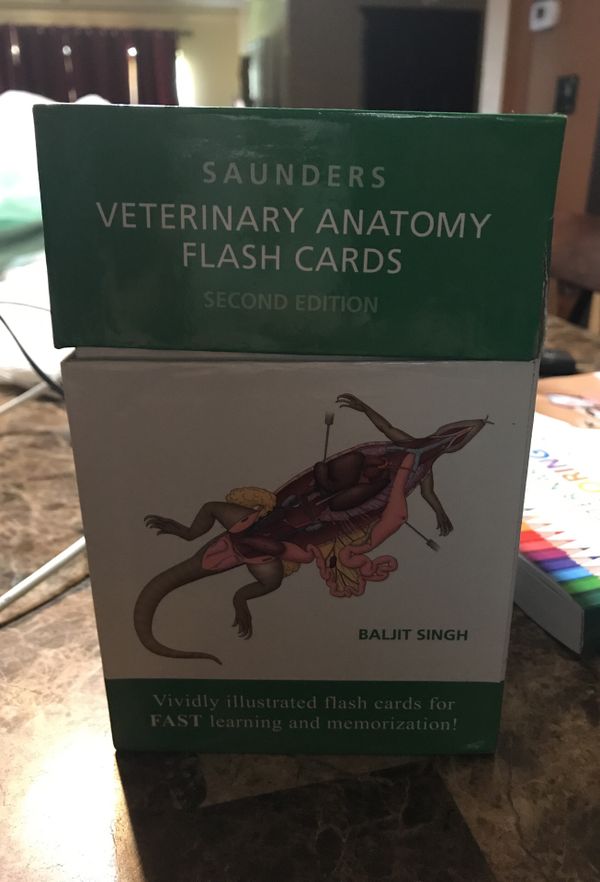 SAUNDERS
VETERINARY ANATOMY
FLASH CARDS
SECOND EDITION
BALJIT SINGH
Vividly illustrated flash cards for
FAST learning and memorization!